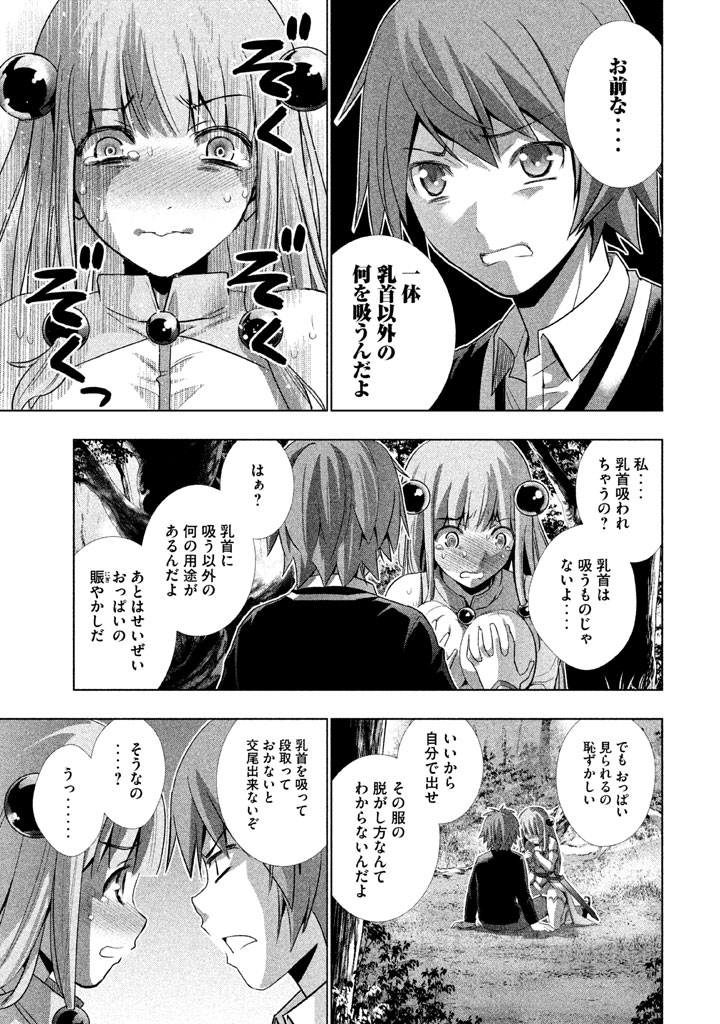 お前な‥‥
一体
乳首以外の
何を吸うんだよ
ぞく
ぞく
ぞくっ
私‥‥
乳首吸われ
ちゃうの?
乳首は
吸うものじゃ
ないよ‥‥
はぁ?
乳首に
吸う以外の
何の用途が
あるんだよ
あとはせいぜい
おっぱいの
賑やかしだ
にぎ
でも おっぱい
見られるの
恥ずかしい
いいから
自分で出せ
その服の
脱がし方なんて
わからないんだよ
乳首を吸って
段取って
おかないと
交尾出来ないぞ
そうなの
‥‥?
うっ‥‥‥